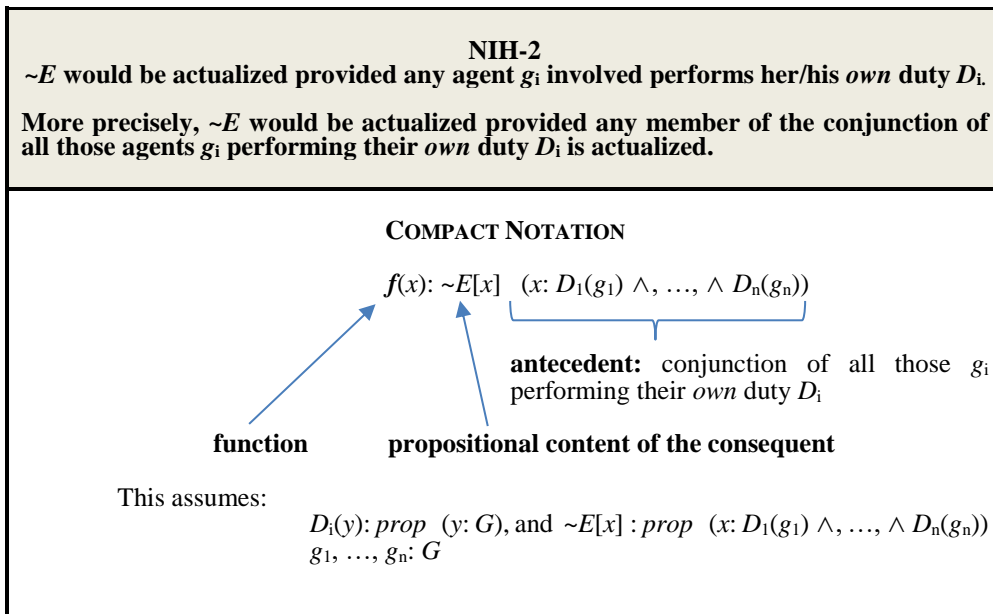 NIH-2
~E would be actualized provided any agent gi involved performs her/his own duty Di.
More precisely, ~E would be actualized provided any member of the conjunction of
all those agents gi performing their own duty Di is actualized.
COMPACT NOTATION
f(x): ~E[x] (x: D1(g1) ∧, …, ∧ Dn(gn))
antecedent: conjunction of all those gi
performing their own duty Di
function propositional content of the consequent
This assumes:
Di(y): prop (y: G), and ~E[x] : prop (x: D1(g1) ∧, …, ∧ Dn(gn))
g1, …, gn: G